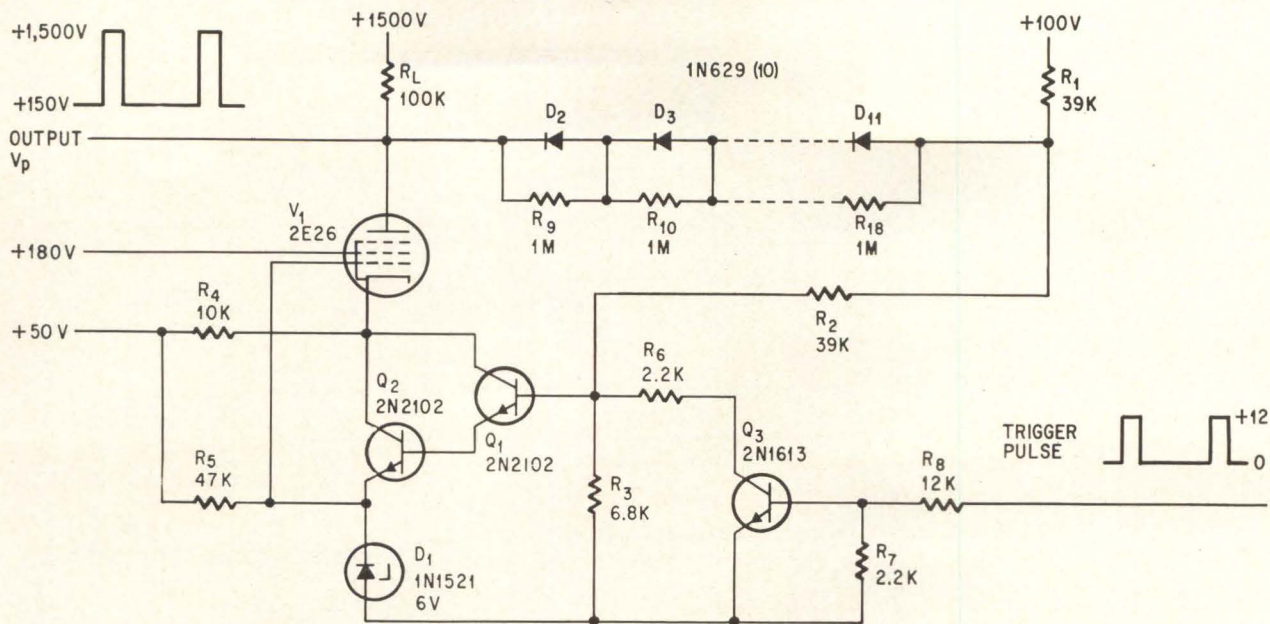 +1,500V
+150V
OUTPUT
Vp
+1500V
RL
100K
1N629 (10)
+100V
R1
39K
D2
D3
D11
R9
1M
R10
1M
R18
1M
V1
2E26
+180V
R4
10K
+50V
R2
39K
R6
2.2K
Q2
2N2102
Q1
2N2102
Q3
2N1613
TRIGGER
PULSE
+12
0
R5
47K
R3
6.8K
R8
12K
R7
2.2K
D1
1N1521
6V